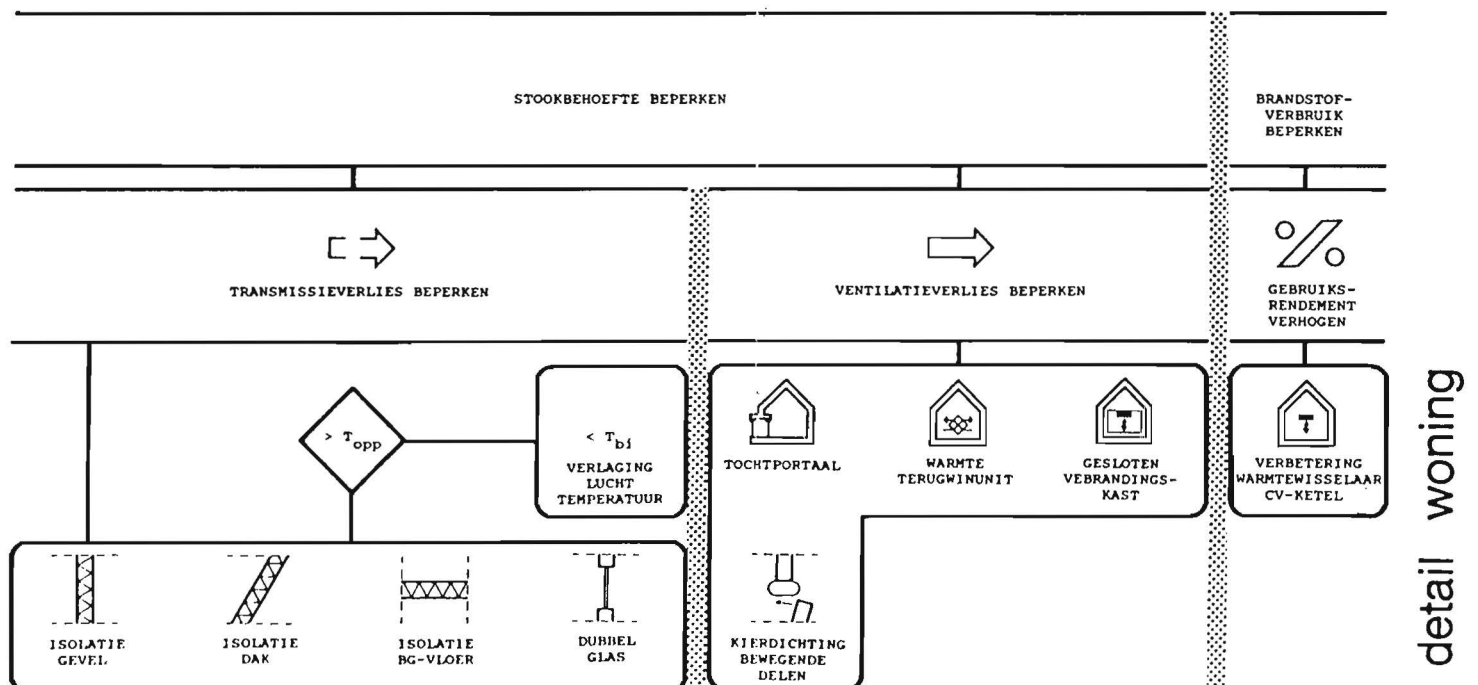 STOOKBEHOEFTE BEPERKEN
BRANDSTOF-
VERBRUIK
BEPERKEN
TRANSMISSIEVERLIES BEPERKEN
VENTILATIEVERLIES BEPERKEN
GEBRUIKS-
RENDEMENT
VERHOGEN
> Topp
< Tbi
VERLAGING
LUCHT
TEMPERATUUR
TOCHTPORTAAL
WARMTE
TERUGWINUNIT
GESLOTEN
VEBRANDINGS-
KAST
VERBETERING
WARMTEWISSELAAR
CV-KETEL
ISOLATIE
GEVEL
ISOLATIE
DAK
ISOLATIE
BG-VLOER
DUBBEL
GLAS
KIERDICHTING
BEWEGENDE
DELEN
detail woning